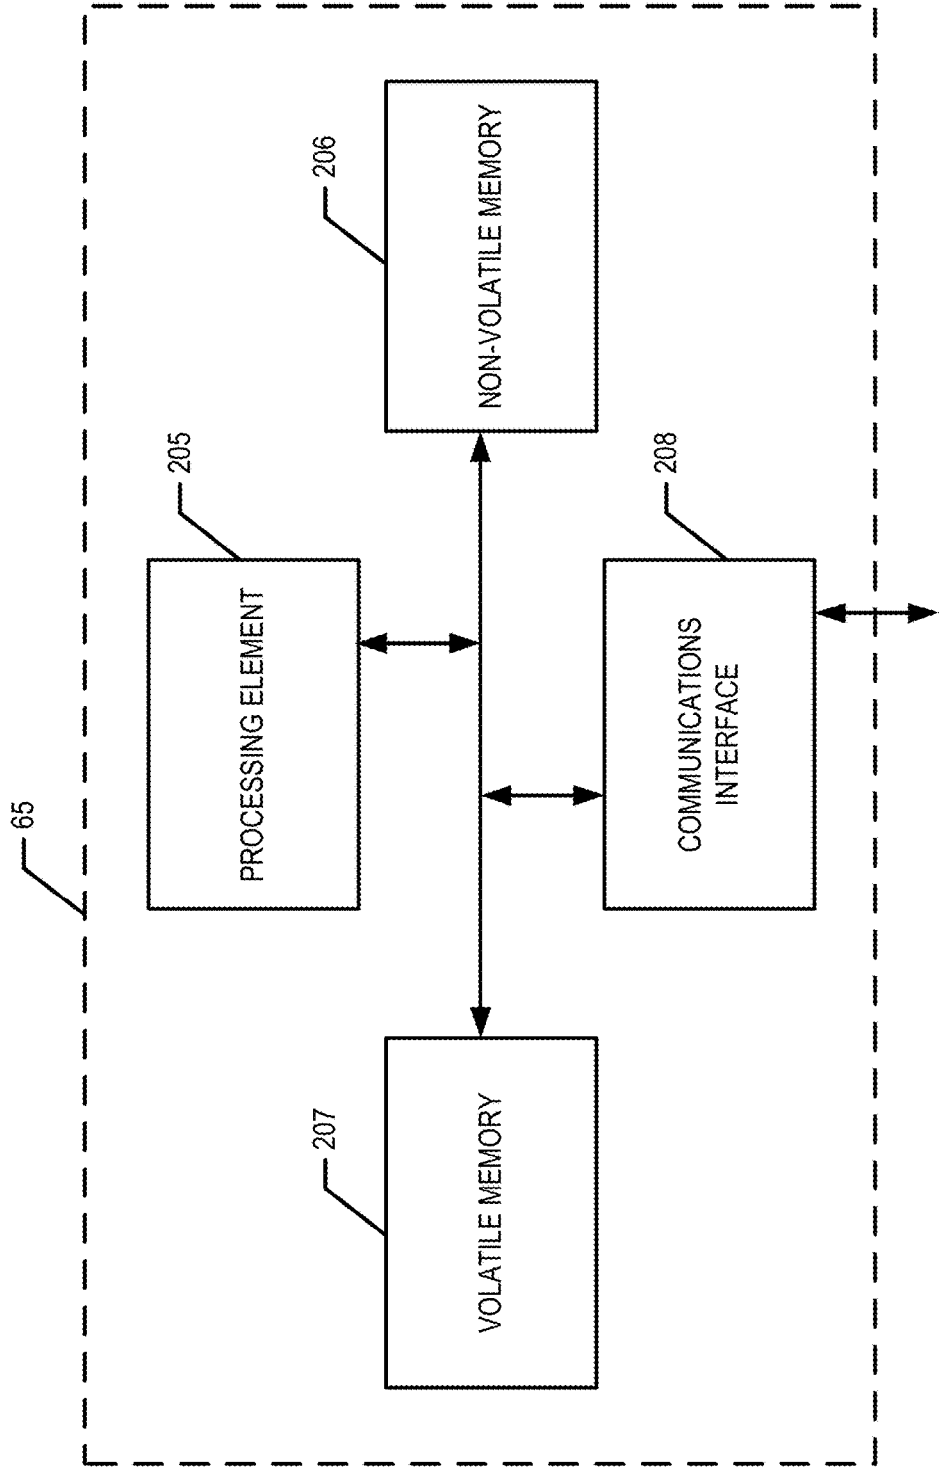 65
205
PROCESSING ELEMENT
207
VOLATILE MEMORY
206
NON-VOLATILE MEMORY
208
COMMUNICATIONS
INTERFACE